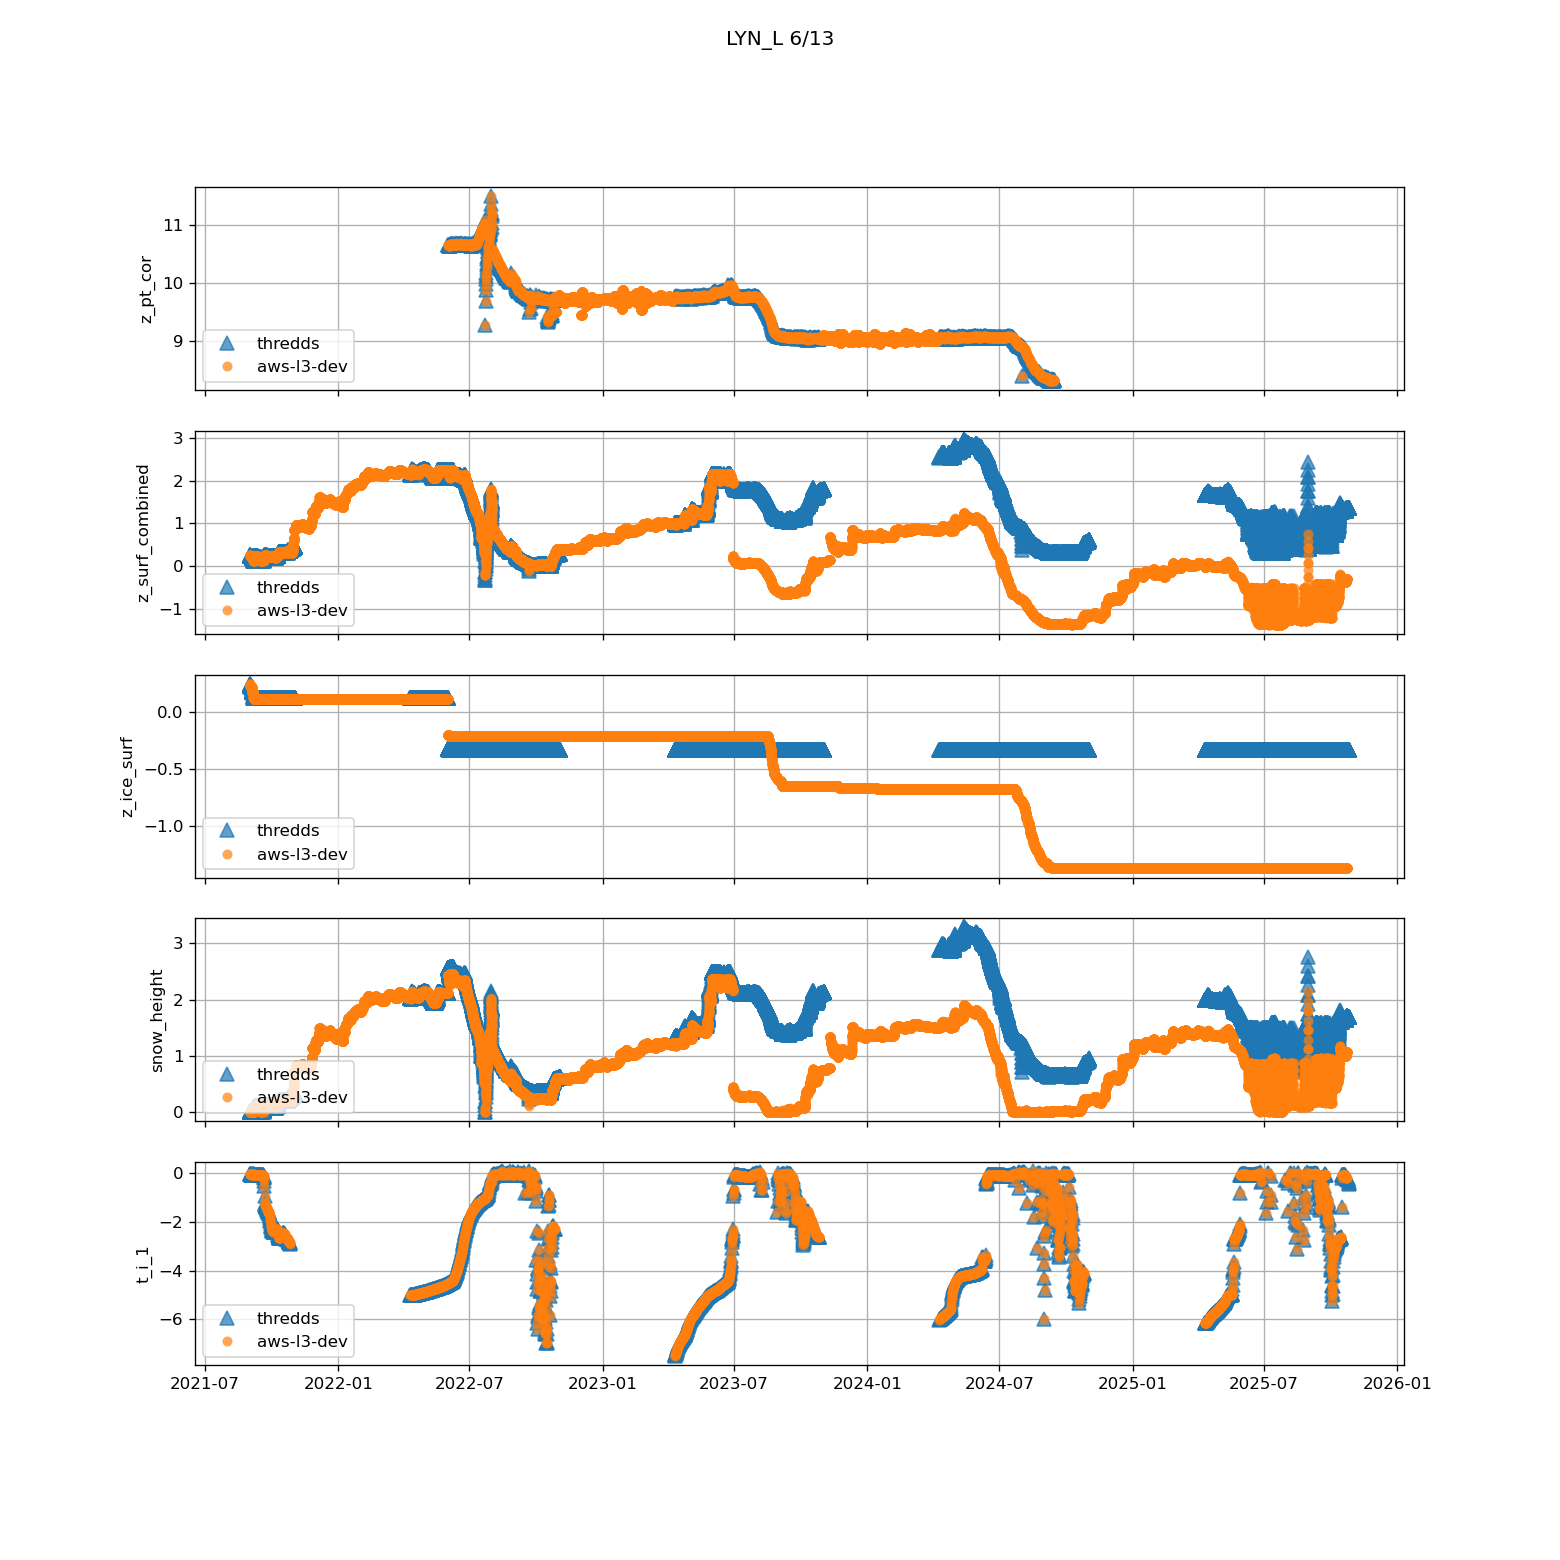 LYN_L 6/13
z_pt_cor
11
10
9
thredds
aws-l3-dev
z_surf_combined
3
2
1
0
−1
thredds
aws-l3-dev
z_ice_surf
0.0
−0.5
−1.0
thredds
aws-l3-dev
snow_height
3
2
1
0
thredds
aws-l3-dev
t_i_1
0
−2
−4
−6
thredds
aws-l3-dev
2021-07 2022-01 2022-07 2023-01 2023-07 2024-01 2024-07 2025-01 2025-07 2026-01